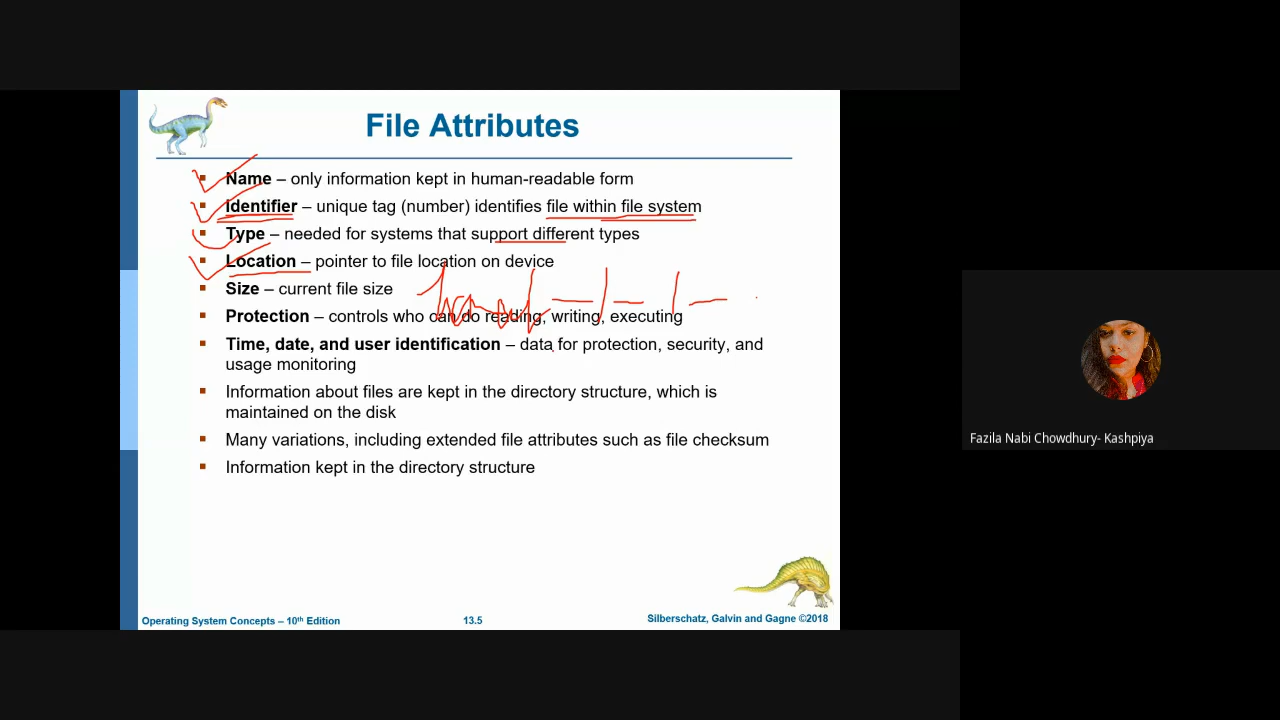 File Attributes
Name – only information kept in human-readable form
Identifier – unique tag (number) identifies file within file system
Type – needed for systems that support different types
Location – pointer to file location on device
Size – current file size
Protection – controls who can do reading, writing, executing
Time, date, and user identification – data for protection, security, and
usage monitoring
Information about files are kept in the directory structure, which is
maintained on the disk
Many variations, including extended file attributes such as file checksum
Information kept in the directory structure
Operating System Concepts – 10th Edition
13.5
Silberschatz, Galvin and Gagne ©2018
Fazila Nabi Chowdhury- Kashpiya